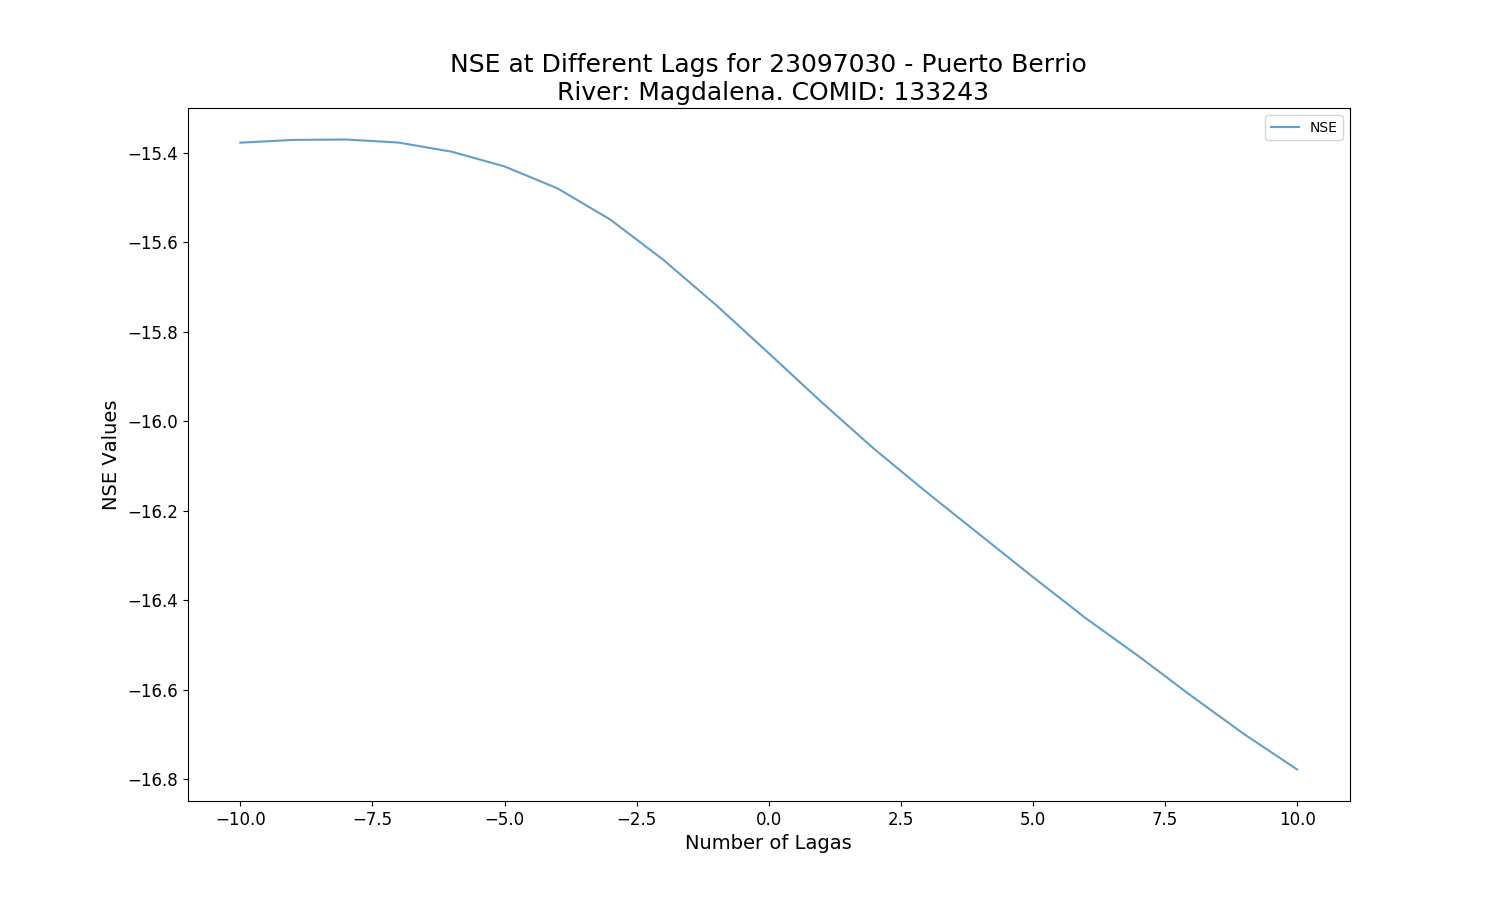 NSE at Different Lags for 23097030 - Puerto Berrio
River: Magdalena. COMID: 133243
NSE
−15.4
−15.6
−15.8
−16.0
−16.2
−16.4
−16.6
−16.8
NSE Values
−10.0 −7.5 −5.0 −2.5 0.0 2.5 5.0 7.5 10.0
Number of Lagas